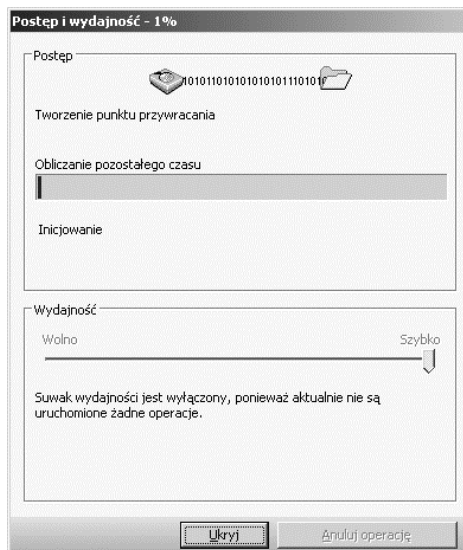 Postęp i wydajność - 1%
Postęp
1010110101010101011101010
Tworzenie punktu przywracania
Obliczanie pozostałego czasu
Inicjowanie
Wydajność
Wolno Szybko
Suwak wydajności jest wyłączony, ponieważ aktualnie nie są
uruchomione żadne operacje.
Ukryj Anuluj operację